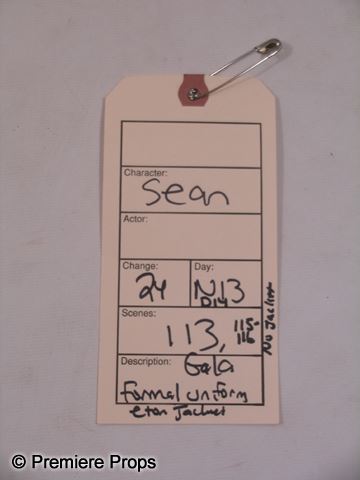 Character:
Sean
Actor:
Change:
24
Day:
N13
D14
Scenes:
113, 115-
116
No Jacket
Description: Gala
formal uniform
eton Jacket
© Premiere Props